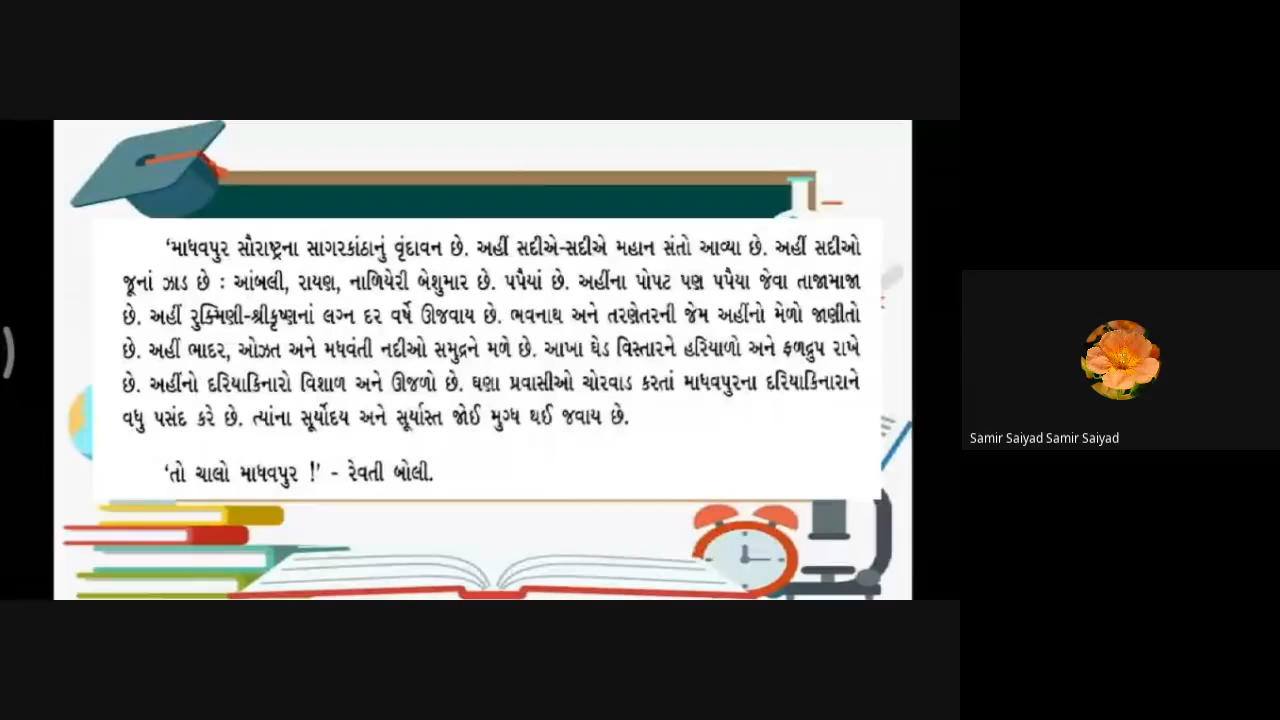 ‘માધવપુર સૌરાષ્ટ્રના સાગરકાંઠાનું વૃંદાવન છે. અહીં સદીએ-સદીએ મહાન સંતો આવ્યા છે. અહીં સદીઓ
જૂનાં ઝાડ છે : આંબલી, રાયણ, નાળિયેરી બેશુમાર છે. પપૈયાં છે. અહીંના પોપટ પણ પપૈયા જેવા તાજામાજા
છે. અહીં રુક્મિણી-શ્રીકૃષ્ણનાં લગ્ન દર વર્ષે ઊજવાય છે. ભવનાથ અને તરણેતરની જેમ અહીંનો મેળો જાણીતો
છે. અહીં ભાદર, ઓઝત અને મધવંતી નદીઓ સમુદ્રને મળે છે. આખા ઘેડ વિસ્તારને હરિયાળો અને ફળદ્રુપ રાખે
છે. અહીંનો દરિયાકિનારો વિશાળ અને ઊજળો છે. ઘણા પ્રવાસીઓ ચોરવાડ કરતાં માધવપુરના દરિયાકિનારાને
વધુ પસંદ કરે છે. ત્યાંના સૂર્યોદય અને સૂર્યાસ્ત જોઈ મુગ્ધ થઈ જવાય છે.
‘તો ચાલો માધવપુર !’ - રેવતી બોલી.
Samir Saiyad Samir Saiyad